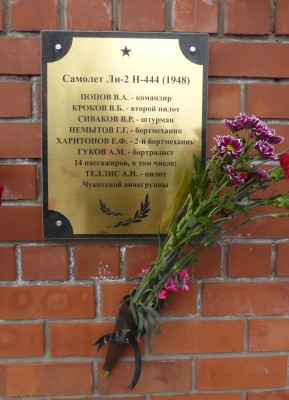 Самолет Ли-2 Н-444 (1948)
ПОПОВ В.А. - командир
КРОКОВ В.Б. - второй пилот
СИВАКОВ В.Р. - штурман
НЕМЫТОВ Г.Г. - бортмеханик
ХАРИТОНОВ Е.Ф. - 2-й бортмеханик
ГУКОВ А.М. - бортрадист
14 пассажиров, в том числе:
ТЕЛЛИС А.Н. - пилот
Чукотской авиагруппы